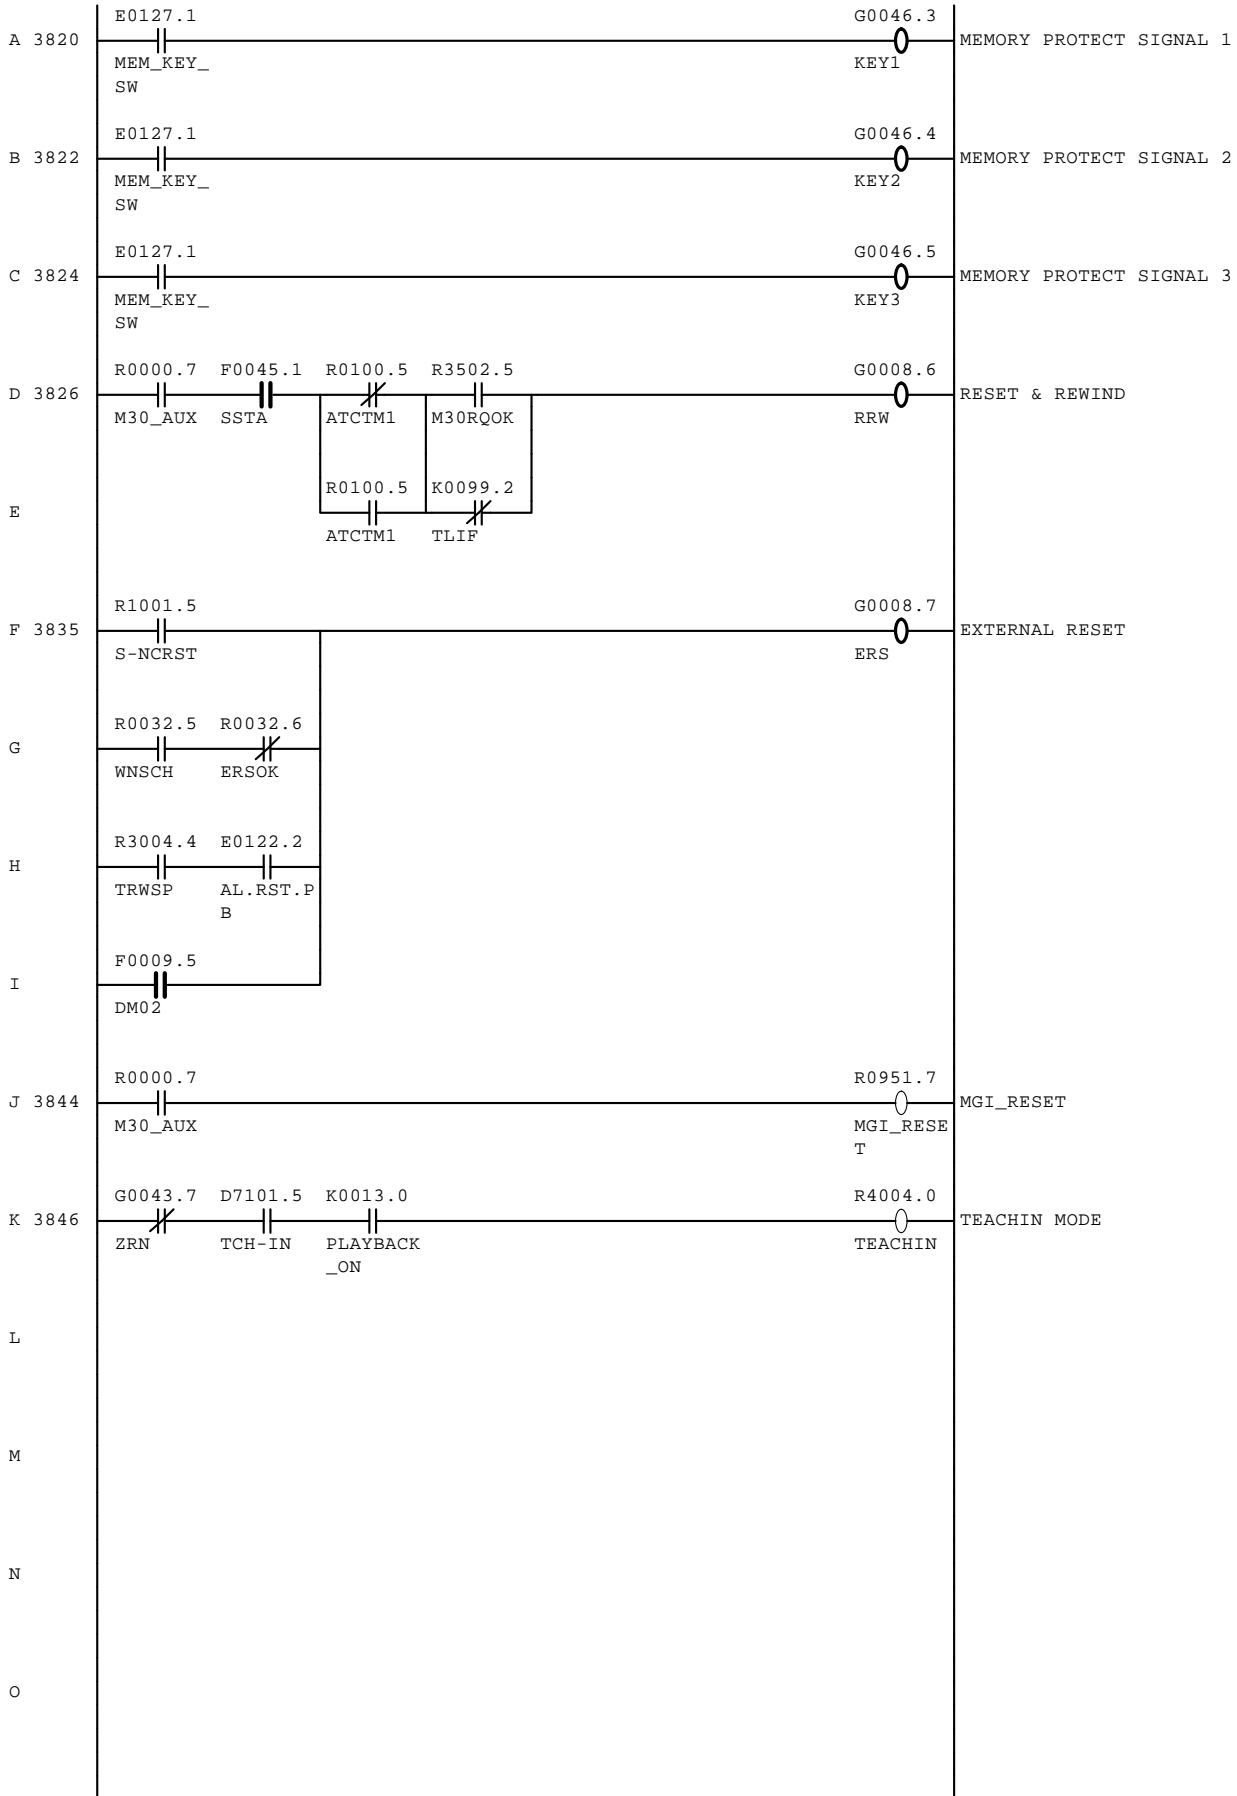 E0127.1 G0046.3
A 3820 MEMORY PROTECT SIGNAL 1
MEM_KEY_ KEY1
SW
E0127.1 G0046.4
B 3822 MEMORY PROTECT SIGNAL 2
MEM_KEY_ KEY2
SW
E0127.1 G0046.5
C 3824 MEMORY PROTECT SIGNAL 3
MEM_KEY_ KEY3
SW
R0000.7 F0045.1 R0100.5 R3502.5 G0008.6
D 3826 RESET & REWIND
M30_AUX SSTA ATCTM1 M30RQOK RRW
R0100.5 K0099.2
E
ATCTM1 TLIF
R1001.5 G0008.7
F 3835 EXTERNAL RESET
S-NCRST ERS
R0032.5 R0032.6
G
WNSCH ERSOK
R3004.4 E0122.2
H
TRWSP AL.RST.P
B
F0009.5
I
DM02
R0000.7 R0951.7
J 3844 MGI_RESET
M30_AUX MGI_RESE
T
G0043.7 D7101.5 K0013.0 R4004.0
K 3846 TEACHIN MODE
ZRN TCH-IN PLAYBACK TEACHIN
_ON
L
M
N
O